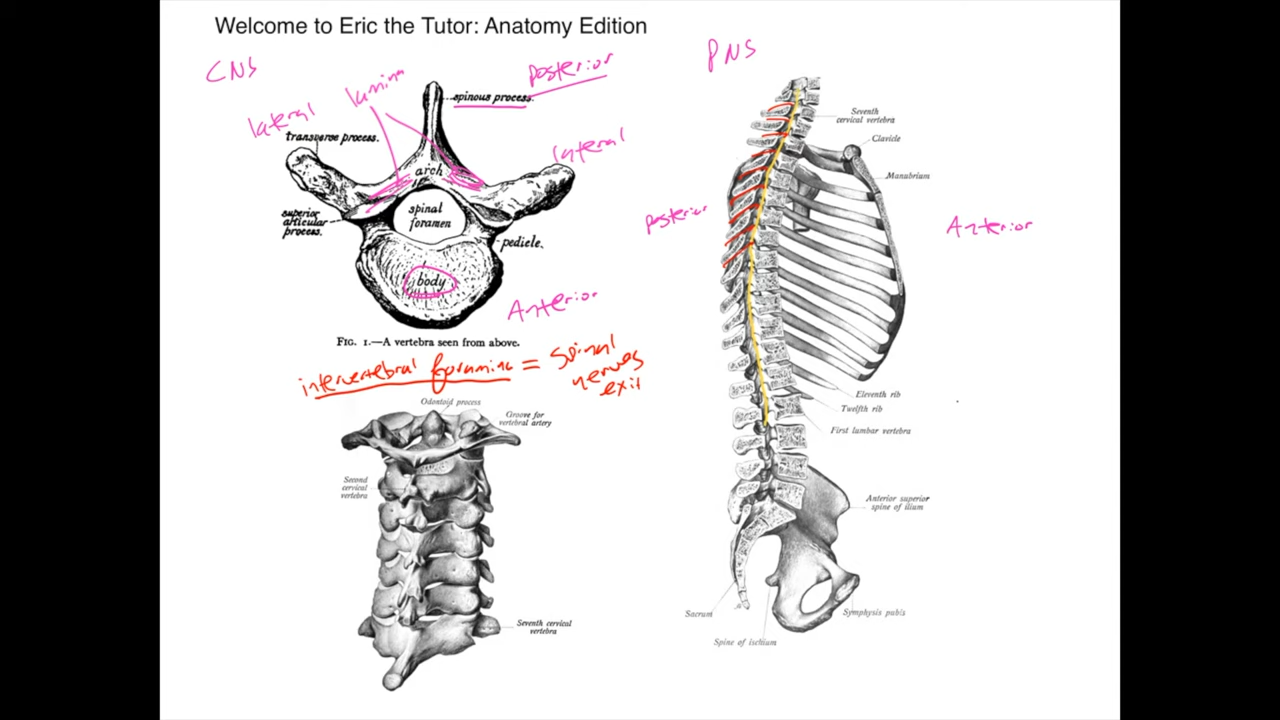 Welcome to Eric the Tutor: Anatomy Edition
CNS
PNS
lateral
lamina
Posterior
spinous process.
transverse process.
lateral
arch
superior
articular
process.
spinal
foramen
pedicle.
body
Anterior
FIG. 1.—A vertebra seen from above.
intervertebral foramina = spinal
nerves
exit
Odontoid process
Groove for
vertebral artery
Second
cervical
vertebra
Seventh cervical
vertebra
Seventh
cervical vertebra
Clavicle
Manubrium
Posterior
Anterior
Eleventh rib
Twelfth rib
First lumbar vertebra
Anterior superior
spine of ilium
Sacrum
Symphysis pubis
Spine of ischium